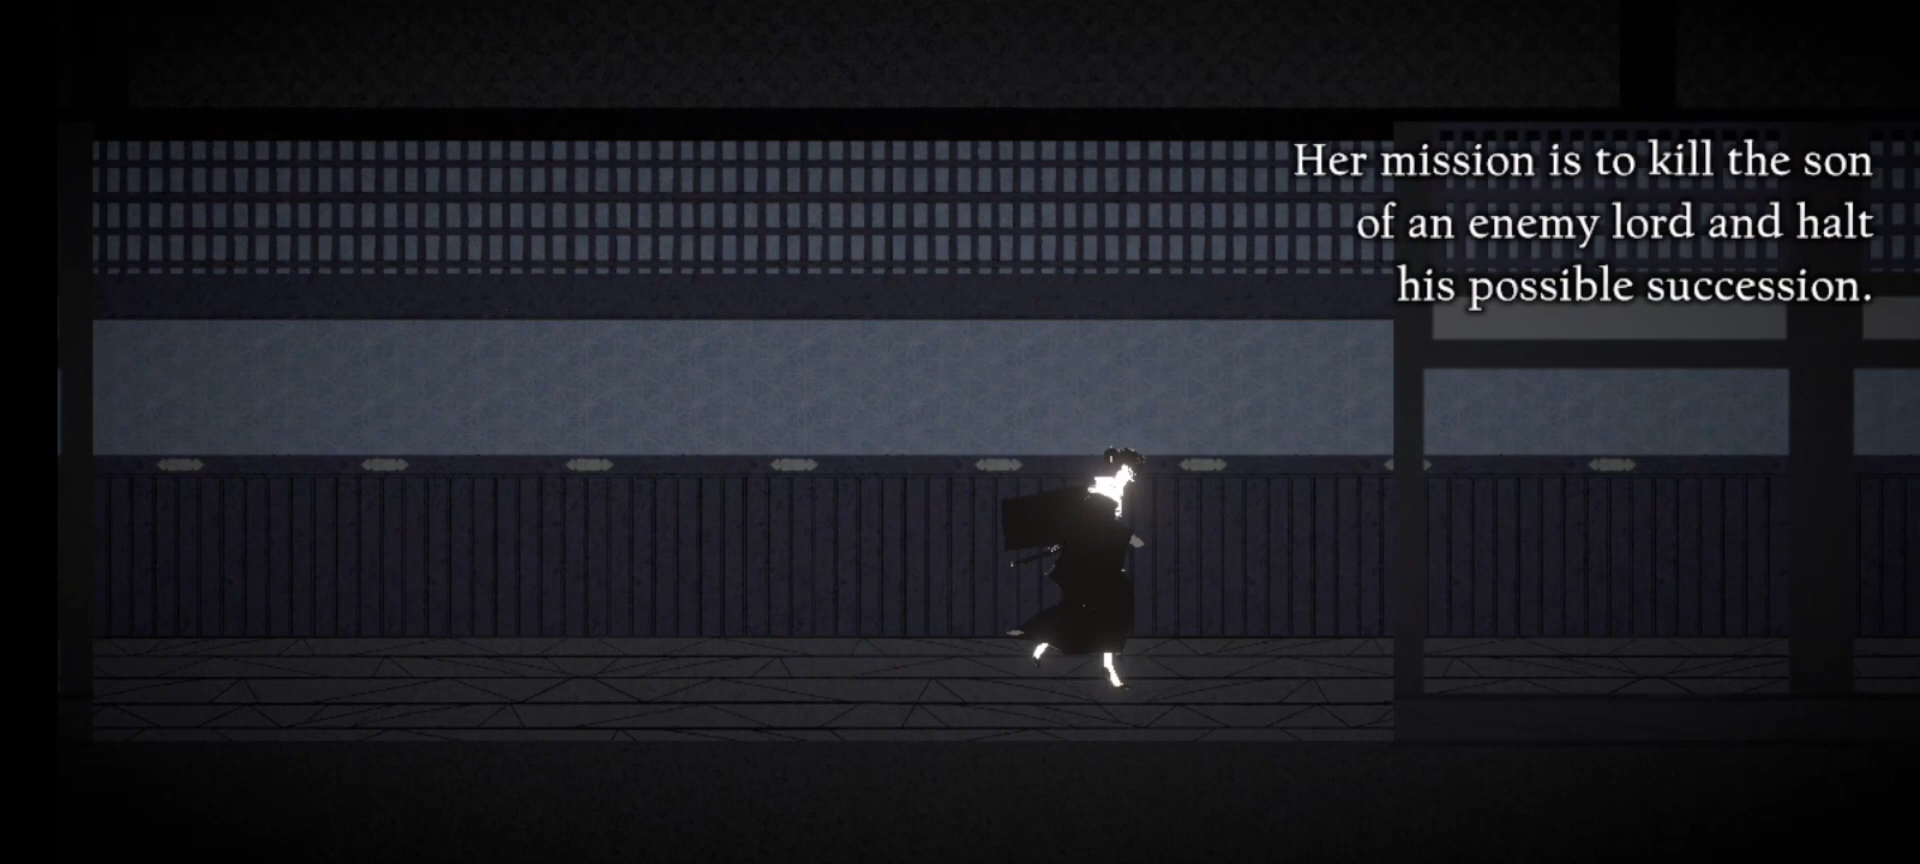 Her mission is to kill the son
of an enemy lord and halt
his possible succession.